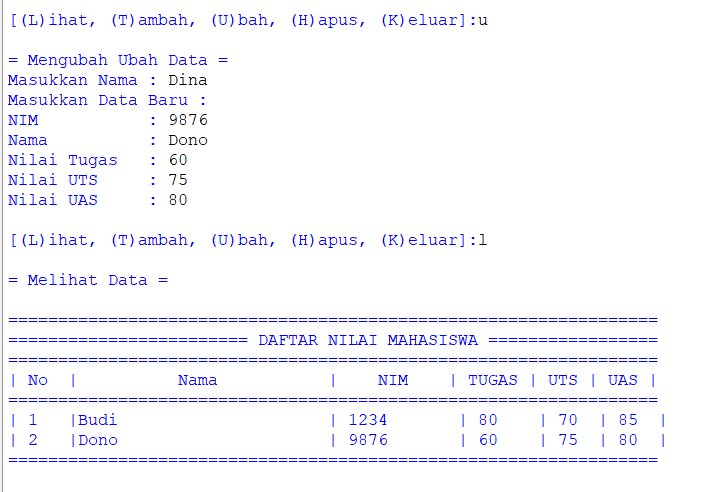 [(L)ihat, (T)ambah, (U)bah, (H)apus, (K)eluar]:u
= Mengubah Ubah Data =
Masukkan Nama : Dina
Masukkan Data Baru :
NIM           : 9876
Nama          : Dono
Nilai Tugas   : 60
Nilai UTS     : 75
Nilai UAS     : 80
[(L)ihat, (T)ambah, (U)bah, (H)apus, (K)eluar]:l
= Melihat Data =
=================================================================
======================== DAFTAR NILAI MAHASISWA =================
=================================================================
| No  |          Nama           |    NIM    | TUGAS | UTS | UAS |
=================================================================
| 1   |Budi                     | 1234       | 80    | 70  | 85  |
| 2   |Dono                     | 9876       | 60    | 75  | 80  |
=================================================================